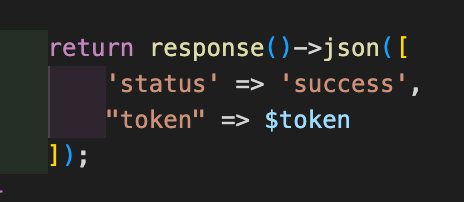 return response()->json([
'status' => 'success',
"token" => $token
]);